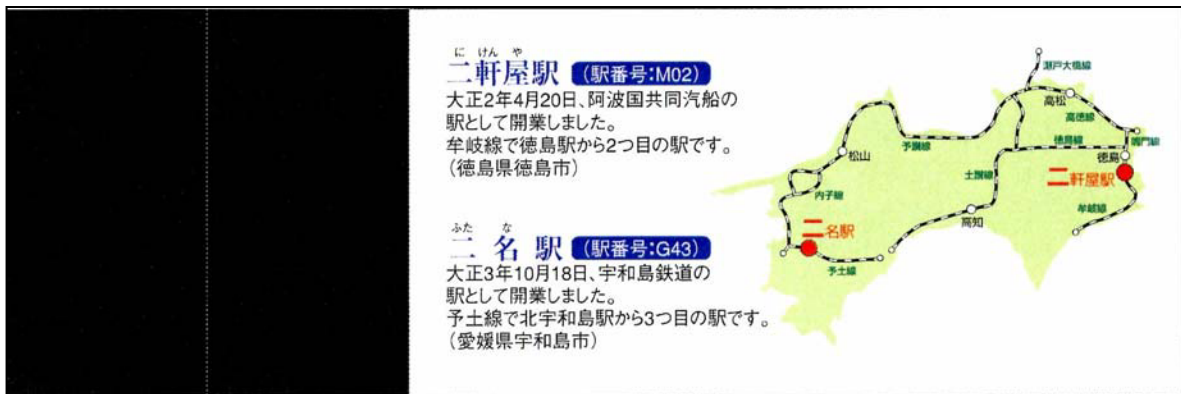 に けん や
二軒屋駅 (駅番号:M02)
大正2年4月20日、阿波国共同汽船の
駅として開業しました。
牟岐線で徳島駅から2つ目の駅です。
(徳島県徳島市)
ふた な
二名駅 (駅番号:G43)
大正3年10月18日、宇和島鉄道の
駅として開業しました。
予土線で北宇和島駅から3つ目の駅です。
(愛媛県宇和島市)
瀬戸大橋線
高松
高徳線
鳴門線
徳島線
徳島
二軒屋駅
牟岐線
予讃線
松山
土讃線
内子線
高知
二名駅
予土線